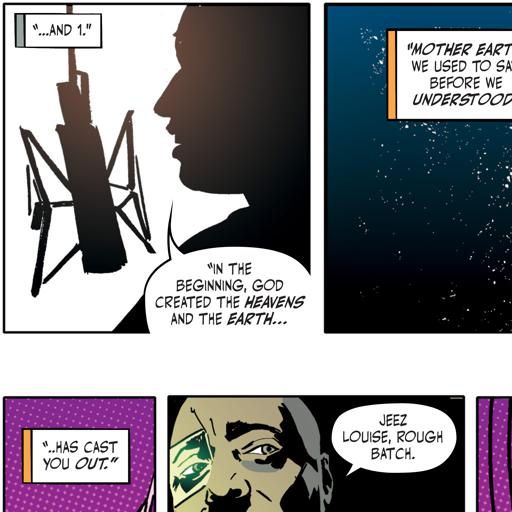 "...AND 1."
"IN THE
BEGINNING, GOD
CREATED THE HEAVENS
AND THE EARTH...
"MOTHER EART
WE USED TO SA
BEFORE WE
UNDERSTOOD
"..HAS CAST
YOU OUT."
JEEZ
LOUISE, ROUGH
BATCH.